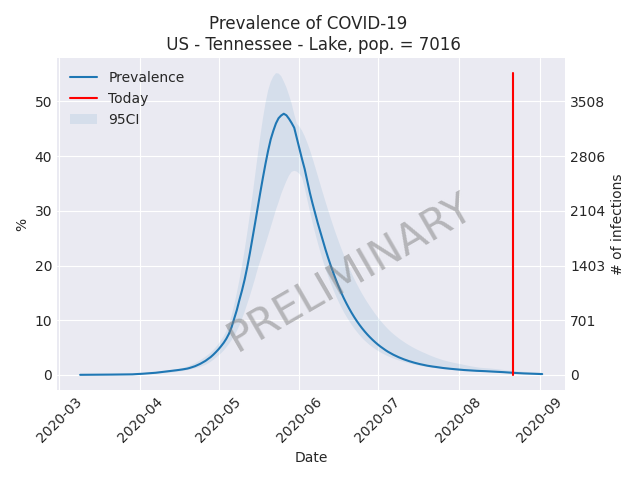 Prevalence of COVID-19
US - Tennessee - Lake, pop. = 7016
Prevalence
Today
95CI
%
50
40
30
20
10
0
3508
2806
2104
1403
701
0
# of infections
PRELIMINARY
2020-03
2020-04
2020-05
2020-06
2020-07
2020-08
2020-09
Date